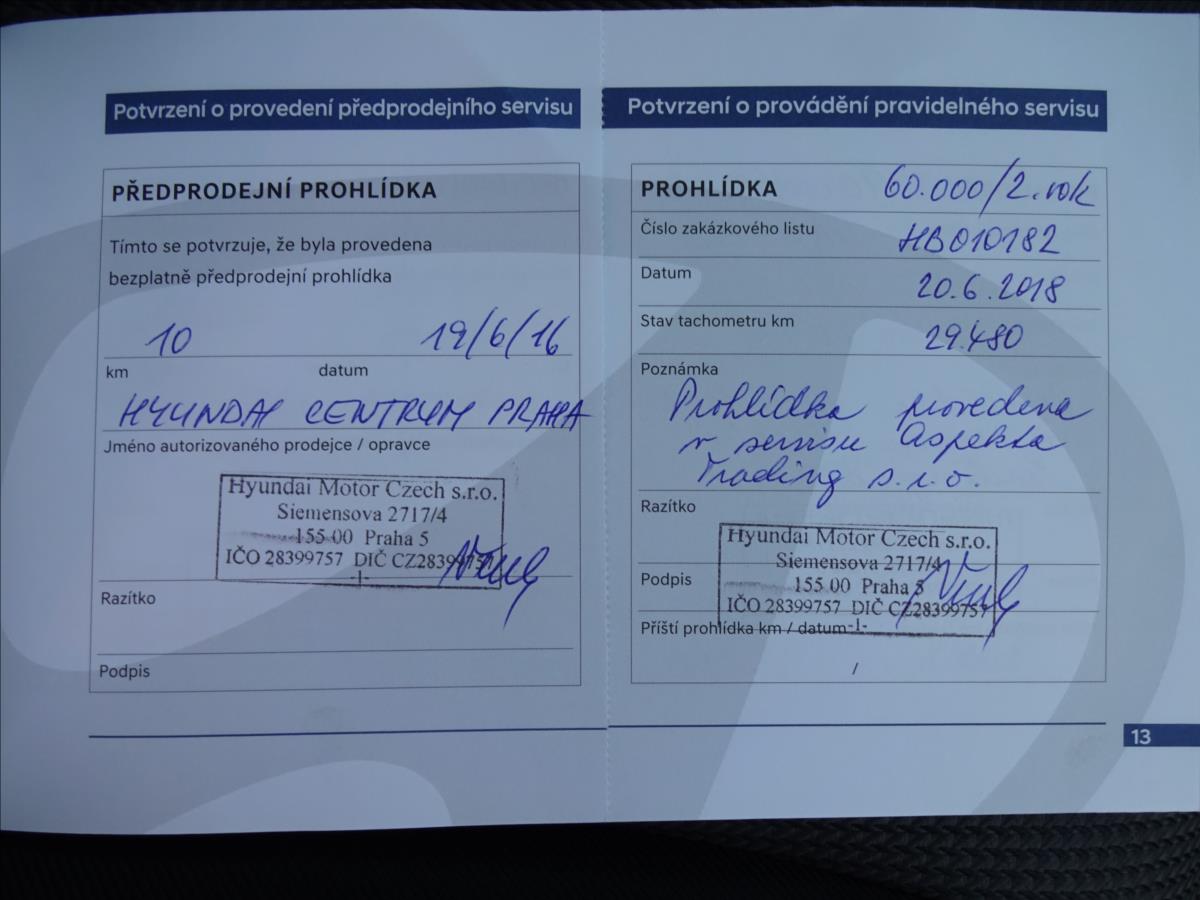 Potvrzení o provedení předprodejního servisu
PŘEDPRODEJNÍ PROHLÍDKA
Tímto se potvrzuje, že byla provedena
bezplatně předprodejní prohlídka
10 19/6/16
km datum
HYUNDAI CENTRUM PRAHA
Jméno autorizovaného prodejce / opravce
Hyundai Motor Czech s.r.o.
Siemensova 2717/4
155 00 Praha 5
IČO 28399757 DIČ CZ28399757
-1-
Razítko
Podpis
Potvrzení o provádění pravidelného servisu
PROHLÍDKA 60.000/2.rok
Číslo zakázkového listu HB010182
Datum 20.6.2018
Stav tachometru km 29.480
Poznámka
Prohlídka provedena
v servisu Aspekta
Trading s.r.o.
Razítko
Hyundai Motor Czech s.r.o.
Siemensova 2717/4
155 00 Praha 5
Podpis
IČO 28399757 DIČ CZ28399757
Příští prohlídka km / datum -1-
/
13